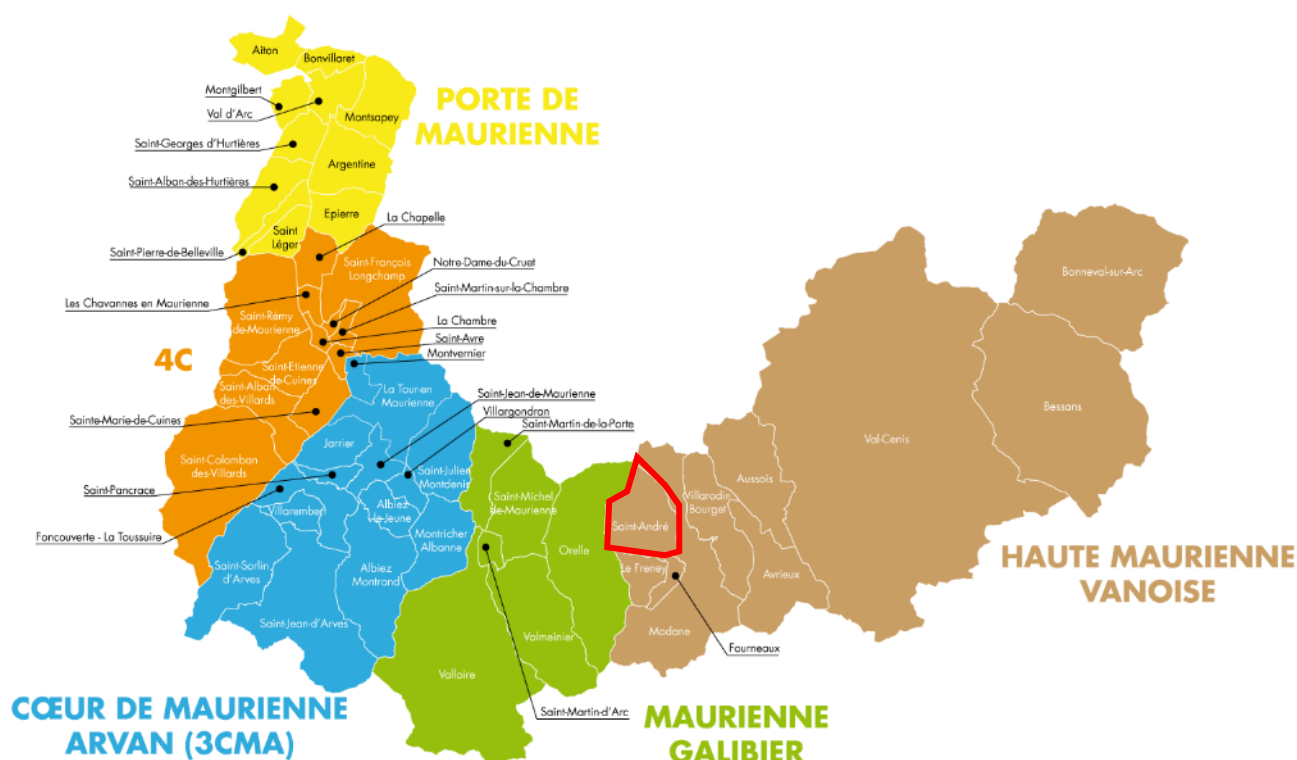 Aiton
Bonvillaret
Montgilbert
Val d'Arc
PORTE DE
MAURIENNE
Montsapey
Saint-Georges d'Hurtières
Argentine
Saint-Alban-des-Hurtières
Epierre
La Chapelle
Saint
Léger
Saint-Pierre-de-Belleville
Saint-François
Longchamp
Notre-Dame-du-Cruet
Saint-Martin-sur-la-Chambre
Les Chavannes en Maurienne
Saint-Rémy
de-Maurienne
La Chambre
Saint-Avre
Montvernier
4C
Saint-Etienne
de-Cuines
Saint-Alban
des-Villards
La Tour-en
Maurienne
Saint-Jean-de-Maurienne
Villargondran
Saint-Martin-de-la-Porte
Sainte-Marie-de-Cuines
Jarrier
Saint-Colomban
des-Villards
Saint-Julien
Montdenis
Saint-Pancrace
Villarembert
Albiez
le-Jeune
Foncouverte - La Toussuire
Montricher
Albanne
Saint-Sorlin
d'Arves
Albiez
Montrond
Saint-Jean-d'Arves
Saint-Michel
de-Maurienne
Orelle
Valmeinier
Valloire
Saint-Martin-d'Arc
Saint-André
Le Freney
Modane
Fourneaux
Villarodin
Bourget
Aussois
Avrieux
Val-Cenis
Bessans
Bonneval-sur-Arc
HAUTE MAURIENNE
VANOISE
CŒUR DE MAURIENNE
ARVAN (3CMA)
MAURIENNE
GALIBIER